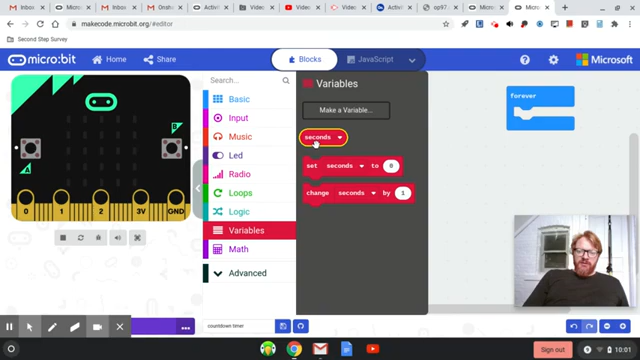 Inbox
Inbox
Onsha
Activi
Video
Video
Activi
op97.
Micro
Micro
makecode.microbit.org/#editor
Second Step Survey
micro:bit
Home
Share
Blocks
JavaScript
Microsoft
Search...
Basic
Input
Music
Led
Radio
Loops
Logic
Variables
Math
Advanced
Variables
Make a Variable...
seconds
set seconds to 0
change seconds by 1
forever
B
A
0 1 2 3V GND
countdown timer
Sign out
10:01